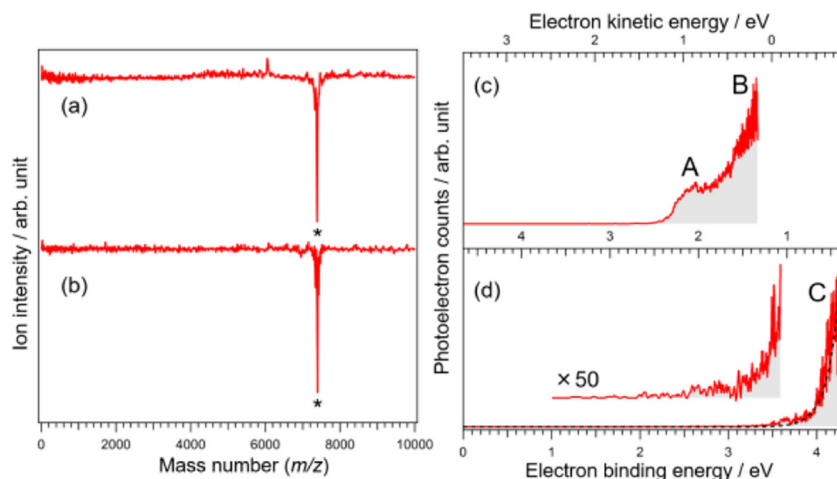 Electron kinetic energy / eV
3 2 1 0
(a)
(c)
B
A
*
4 3 2 1
(b)
(d)
C
× 50
*
0 2000 4000 6000 8000 10000
0 1 2 3 4
Mass number (m/z)
Electron binding energy / eV
Ion intensity / arb. unit
Photoelectron counts / arb. unit